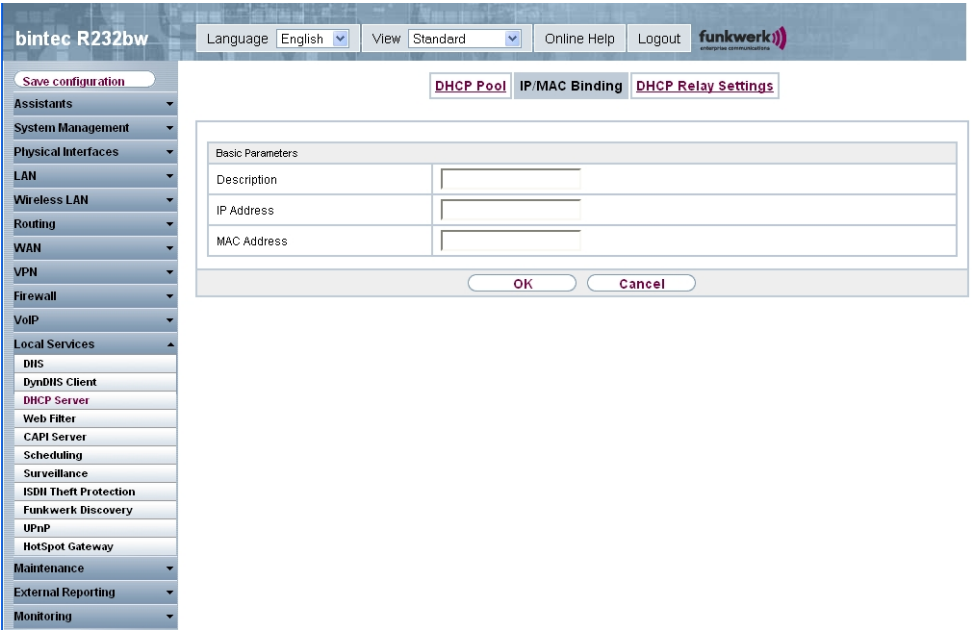 bintec R232bw
Language English View Standard Online Help Logout funkwerk
enterprise communications
Save configuration
DHCP Pool IP/MAC Binding DHCP Relay Settings
Assistants
System Management
Physical Interfaces
LAN
Wireless LAN
Routing
WAN
VPN
Firewall
VoIP
Local Services
DNS
DynDNS Client
DHCP Server
Web Filter
CAPI Server
Scheduling
Surveillance
ISDN Theft Protection
Funkwerk Discovery
UPnP
HotSpot Gateway
Maintenance
External Reporting
Monitoring
Basic Parameters
Description
IP Address
MAC Address
OK Cancel